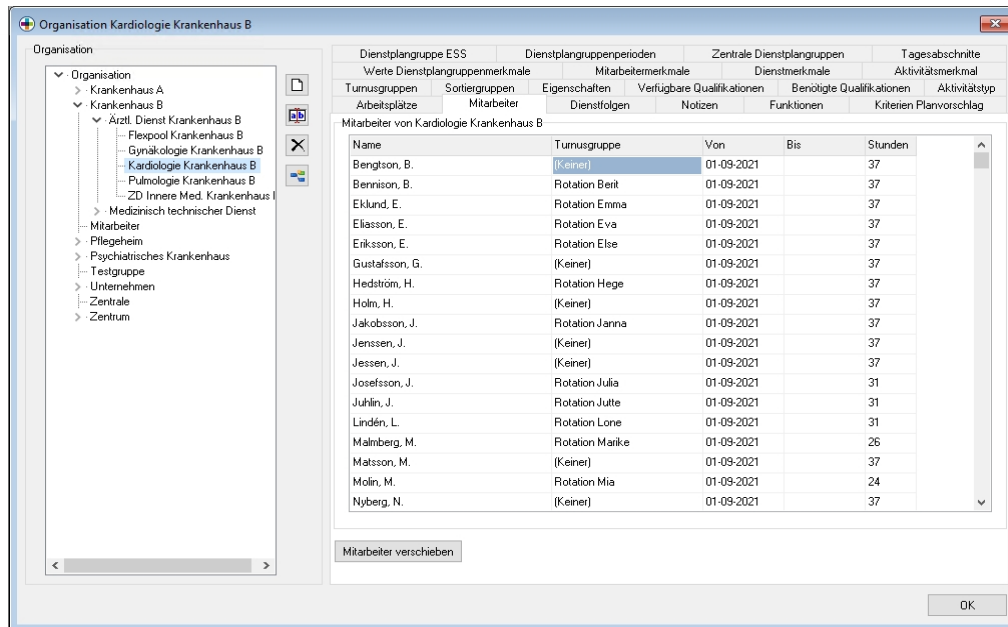 Organisation Kardiologie Krankenhaus B
Organisation
Organisation
Krankenhaus A
Krankenhaus B
Ärztl. Dienst Krankenhaus B
Flexpool Krankenhaus B
Gynäkologie Krankenhaus B
Kardiologie Krankenhaus B
Pulmologie Krankenhaus B
ZD Innere Med. Krankenhaus
Medizinisch technischer Dienst
Mitarbeiter
Pflegeheim
Psychiatrisches Krankenhaus
Testgruppe
Unternehmen
Zentrale
Zentrum
Dienstplangruppe ESS Dienstplangruppenperioden Zentrale Dienstplangruppen Tagesabschnitte
Werte Dienstplangruppenmerkmale Mitarbeitermerkmale Dienstmerkmale Aktivitätsmerkmal
Turnusgruppen Sortiergruppen Eigenschaften Verfügbare Qualifikationen Benötigte Qualifikationen Aktivitätstyp
Arbeitsplätze Mitarbeiter Dienstfolgen Notizen Funktionen Kriterien Planvorschlag
Mitarbeiter von Kardiologie Krankenhaus B
Name Turnusgruppe Von Bis Stunden
Bengtson, B. (Keiner) 01-09-2021 37
Bennison, B. Rotation Berit 01-09-2021 37
Eklund, E. Rotation Emma 01-09-2021 37
Eliasson, E. Rotation Eva 01-09-2021 37
Eriksson, E. Rotation Else 01-09-2021 37
Gustafsson, G. (Keiner) 01-09-2021 37
Hedström, H. Rotation Hege 01-09-2021 37
Holm, H. (Keiner) 01-09-2021 37
Jakobsson, J. Rotation Janna 01-09-2021 37
Jenssen, J. (Keiner) 01-09-2021 37
Jessen, J. (Keiner) 01-09-2021 37
Josefsson, J. Rotation Julia 01-09-2021 31
Juhlin, J. Rotation Jutte 01-09-2021 31
Lindén, L. Rotation Lone 01-09-2021 31
Malmberg, M. Rotation Marike 01-09-2021 26
Matsson, M. (Keiner) 01-09-2021 37
Molin, M. Rotation Mia 01-09-2021 24
Nyberg, N. (Keiner) 01-09-2021 37
Mitarbeiter verschieben
OK